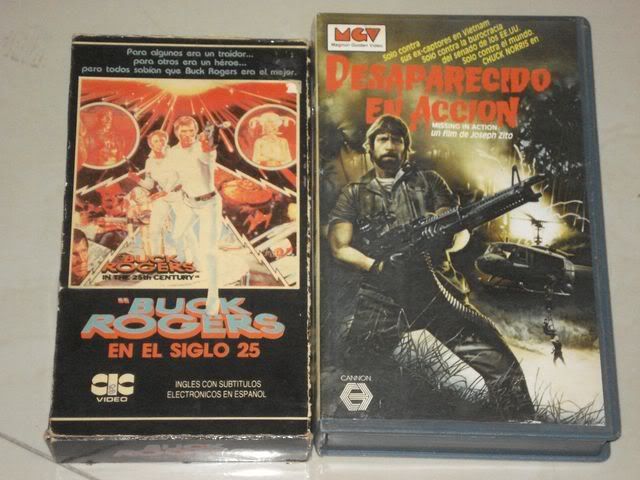 Para algunos era un traidor...
para otros era un héroe...
pero todos sabían que Buck Rogers era el mejor.
"BUCK
ROGERS
IN THE 25th CENTURY"
"BUCK
ROGERS
EN EL SIGLO 25
CIC
VIDEO
INGLES CON SUBTITULOS
ELECTRONICOS EN ESPAÑOL
MGV
Magnum Golden Video
Solo contra
sus ex-captores en Vietnam
Solo contra la burocracia
del senado de los EE.UU.
Solo contra el mundo
CHUCK NORRIS en
DESAPARECIDO
EN ACCION
MISSING IN ACTION
un film de Joseph Zito
CANNON